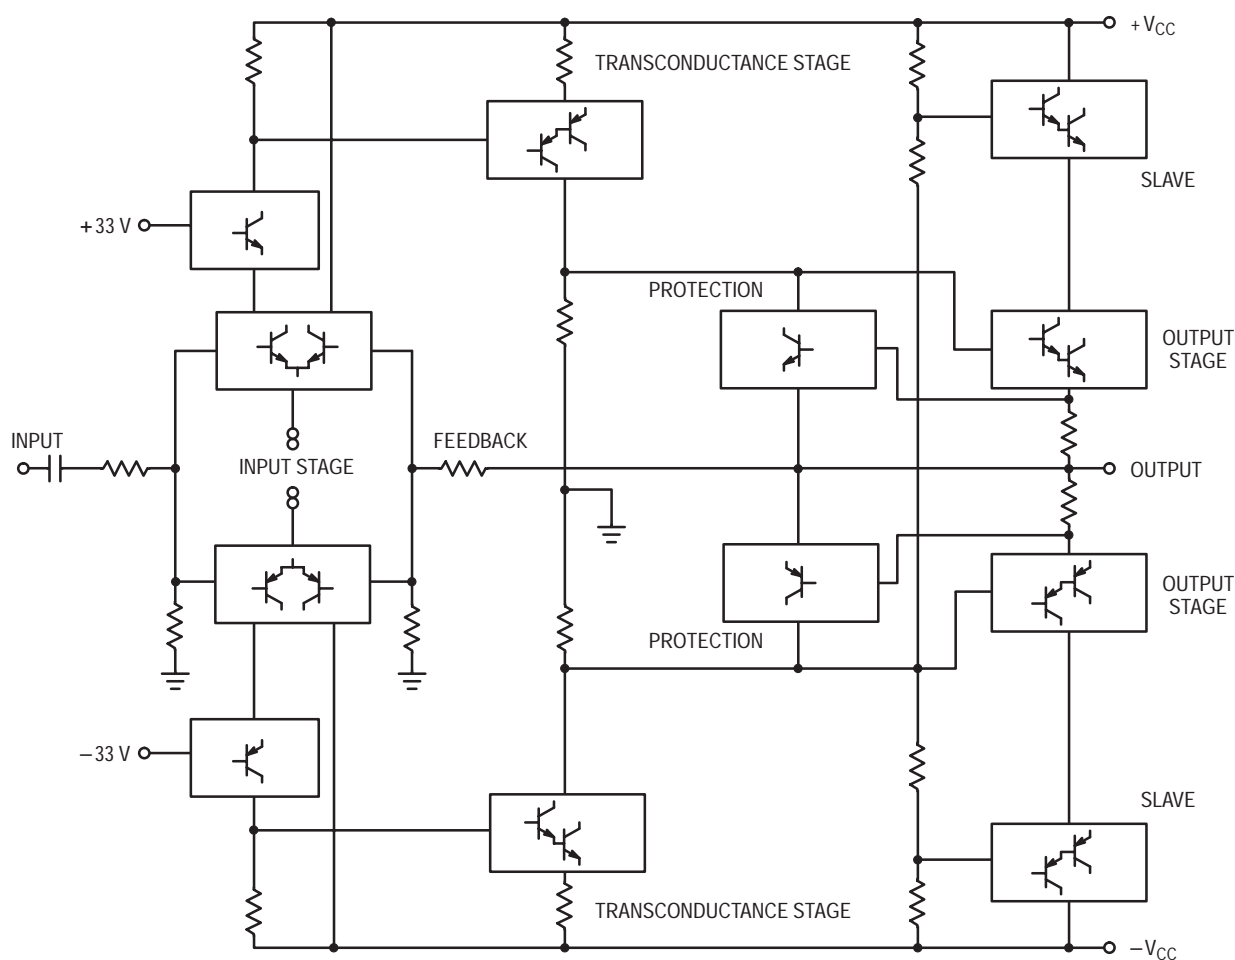 +VCC
TRANSCONDUCTANCE STAGE
SLAVE
+33 V
PROTECTION
OUTPUT
STAGE
INPUT
FEEDBACK
INPUT STAGE
OUTPUT
OUTPUT
STAGE
PROTECTION
−33 V
SLAVE
TRANSCONDUCTANCE STAGE
−VCC